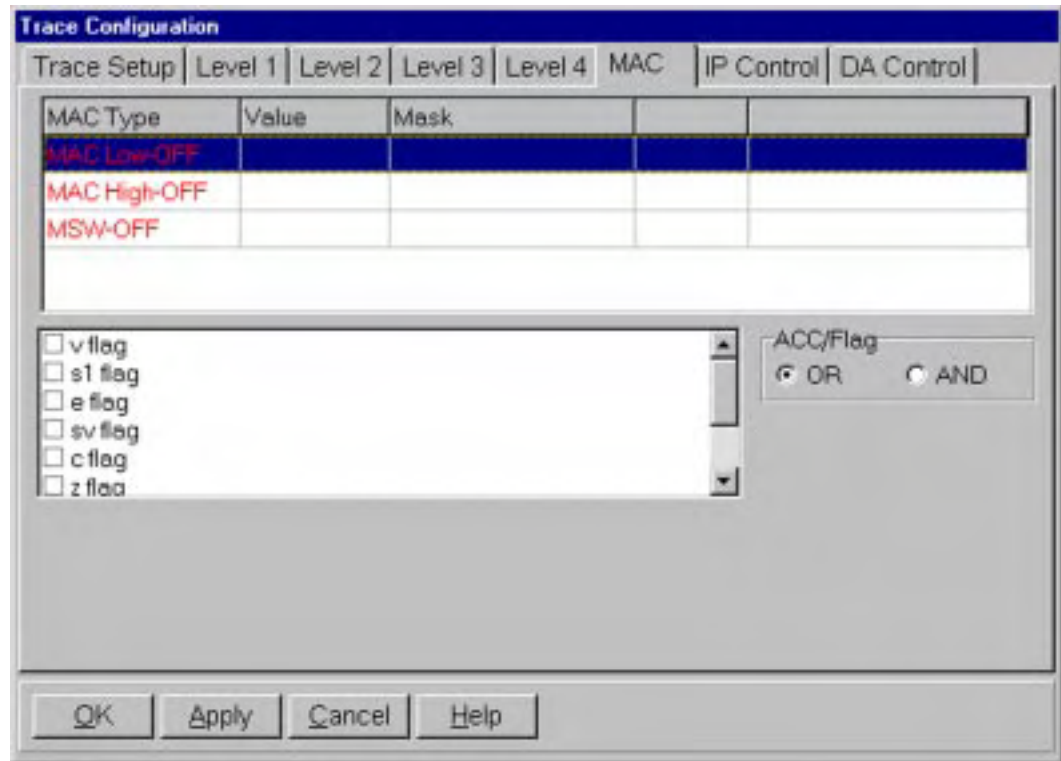 Trace Configuration
Trace Setup Level 1 Level 2 Level 3 Level 4 MAC IP Control DA Control
MAC Type Value Mask
MAC Low-OFF
MAC High-OFF
MSW-OFF
v flag
s1 flag
e flag
sv flag
c flag
z flag
ACC/Flag
OR AND
OK Apply Cancel Help